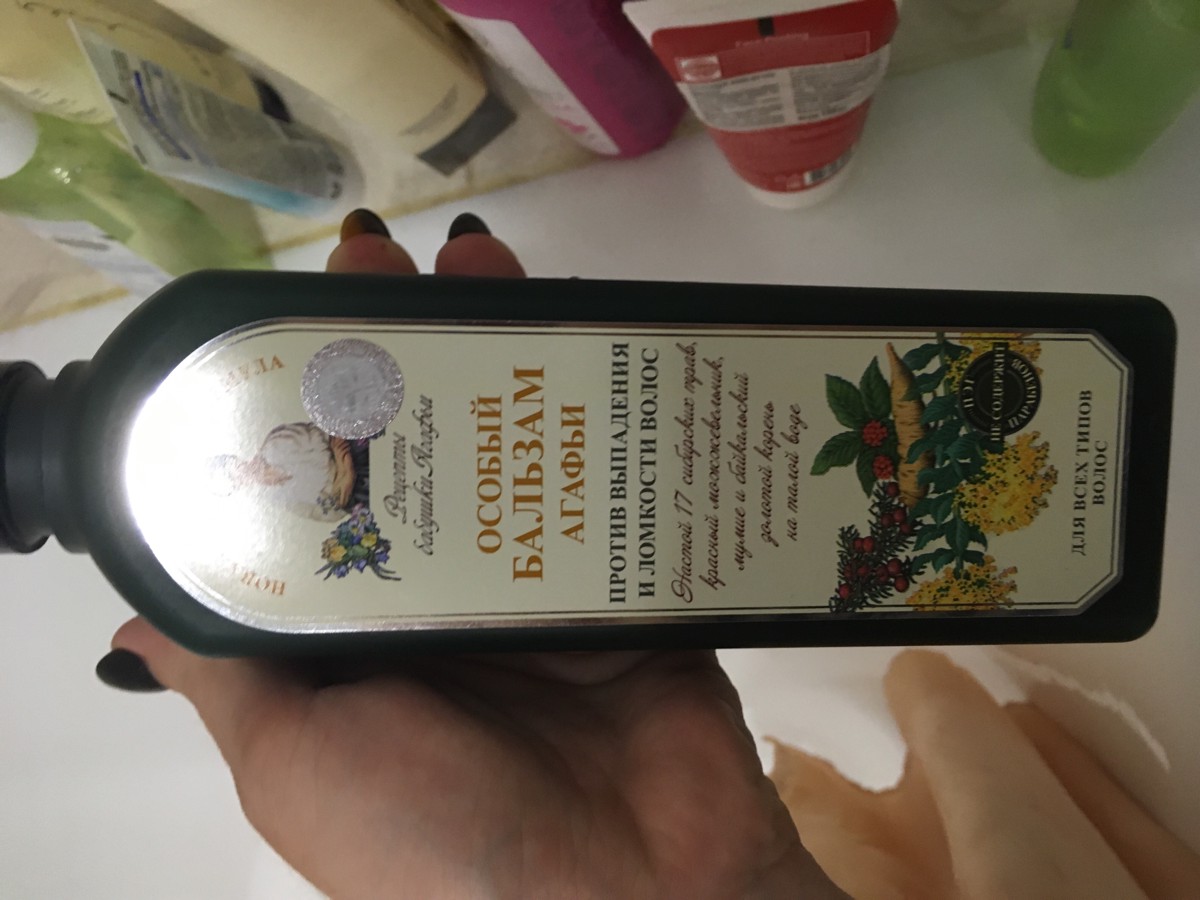 Рецепты
бабушки Агафьи
ОСОБЫЙ
БАЛЬЗАМ
АГАФЬИ
ПРОТИВ ВЫПАДЕНИЯ
И ЛОМКОСТИ ВОЛОС
Настой 17 сибирских трав,
красный можжевельник,
мумие и байкальский
золотой корень
на талой воде
НЕ СОДЕРЖИТ
ПАРАБЕНОВ
ДЛЯ ВСЕХ ТИПОВ
ВОЛОС